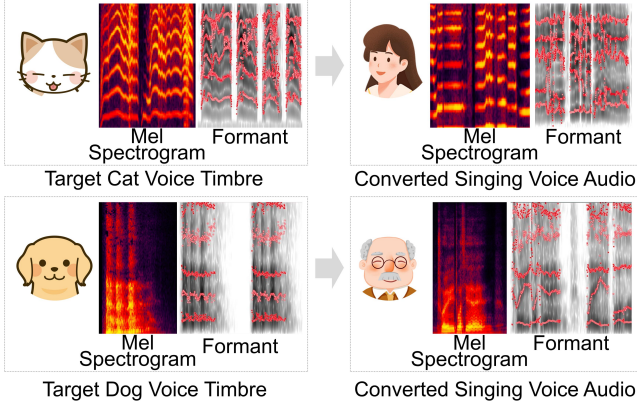 Mel
Spectrogram
Formant
Mel
Spectrogram
Formant
Target Cat Voice Timbre
Converted Singing Voice Audio
Mel
Spectrogram
Formant
Mel
Spectrogram
Formant
Target Dog Voice Timbre
Converted Singing Voice Audio